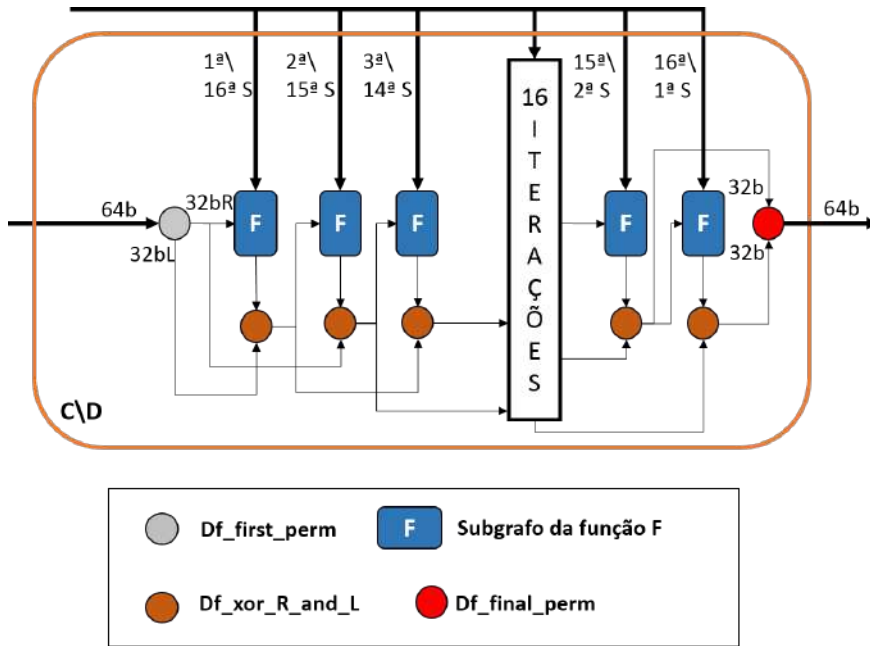 1ª\
16ª S
2ª\
15ª S
3ª\
14ª S
16
I
T
E
R
A
Ç
Õ
E
S
15ª\
2ª S
16ª\
1ª S
64b
32bR
32bL
F
F
F
F
F
32b
32b
64b
C\D
Df_first_perm
F
Subgrafo da função F
Df_xor_R_and_L
Df_final_perm